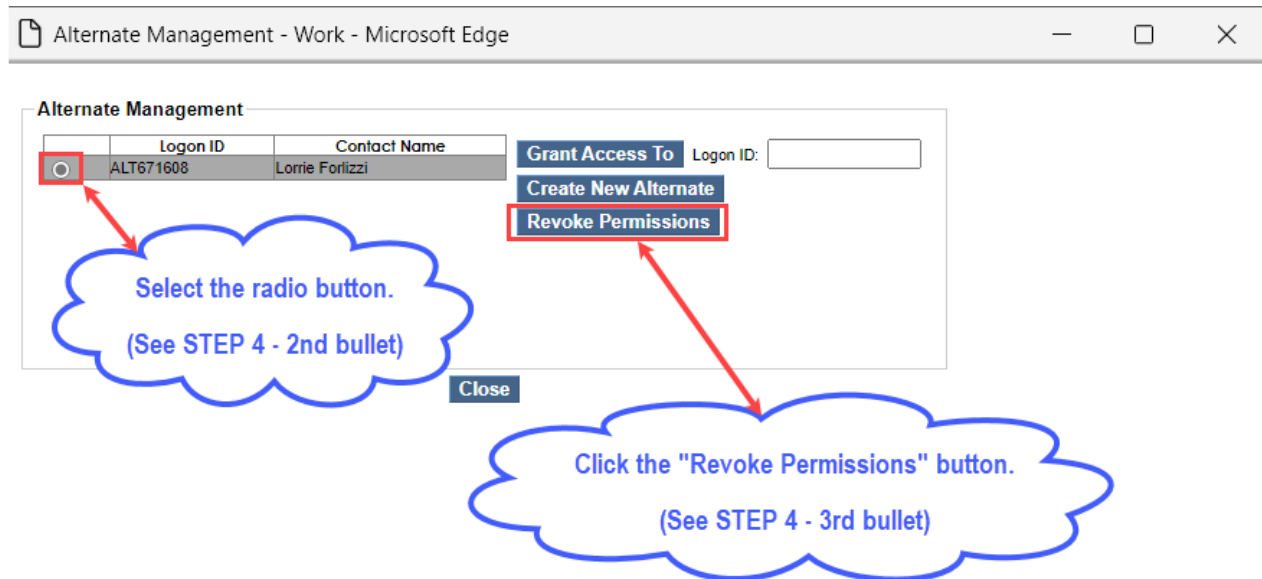 Alternate Management - Work - Microsoft Edge
Alternate Management
Logon ID Contact Name
ALT671608 Lorrie Forlizzi
Grant Access To Logon ID:
Create New Alternate
Revoke Permissions
Select the radio button.
(See STEP 4 - 2nd bullet)
Close
Click the "Revoke Permissions" button.
(See STEP 4 - 3rd bullet)